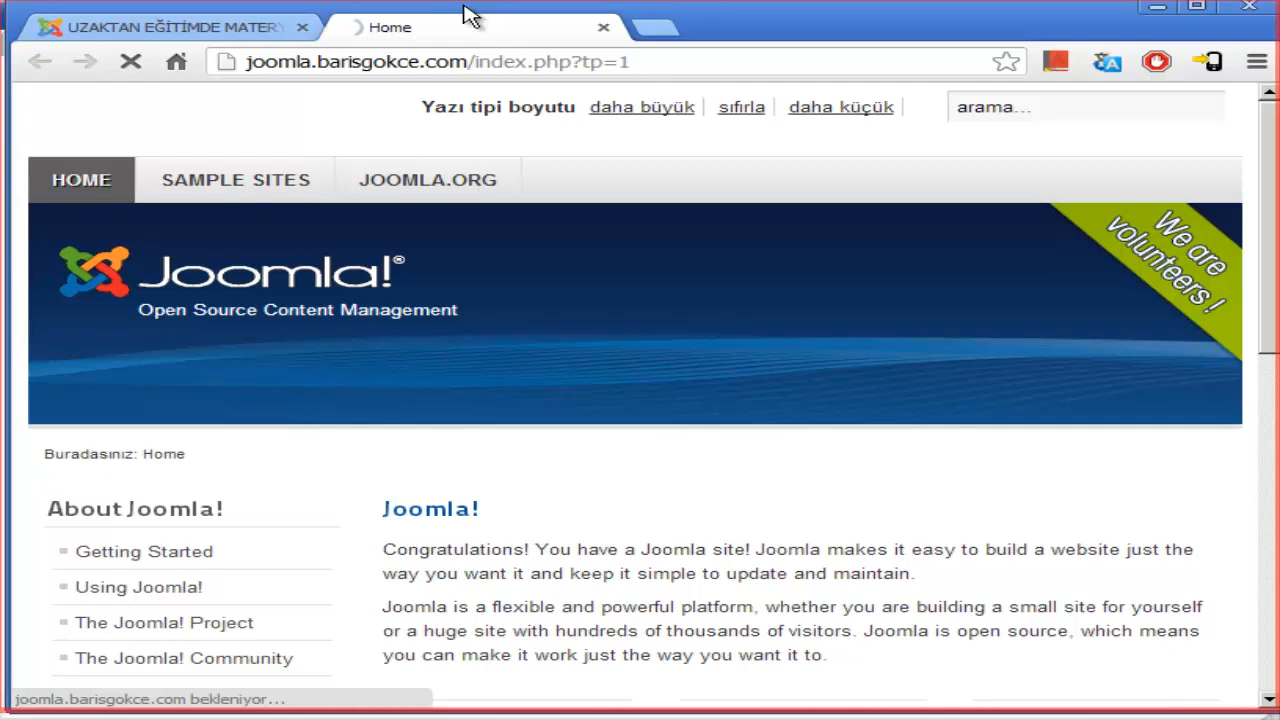 UZAKTAN EĞİTİMDE MATERY
Home
joomla.barisgokce.com/index.php?tp=1
Yazı tipi boyutu daha büyük sıfırla daha küçük arama...
HOME SAMPLE SITES JOOMLA.ORG
We are volunteers!
Joomla!®
Open Source Content Management
Buradasınız: Home
About Joomla!
Getting Started
Using Joomla!
The Joomla! Project
The Joomla! Community
Joomla!
Congratulations! You have a Joomla site! Joomla makes it easy to build a website just the
way you want it and keep it simple to update and maintain.
Joomla is a flexible and powerful platform, whether you are building a small site for yourself
or a huge site with hundreds of thousands of visitors. Joomla is open source, which means
you can make it work just the way you want it to.
joomla.barisgokce.com bekleniyor...